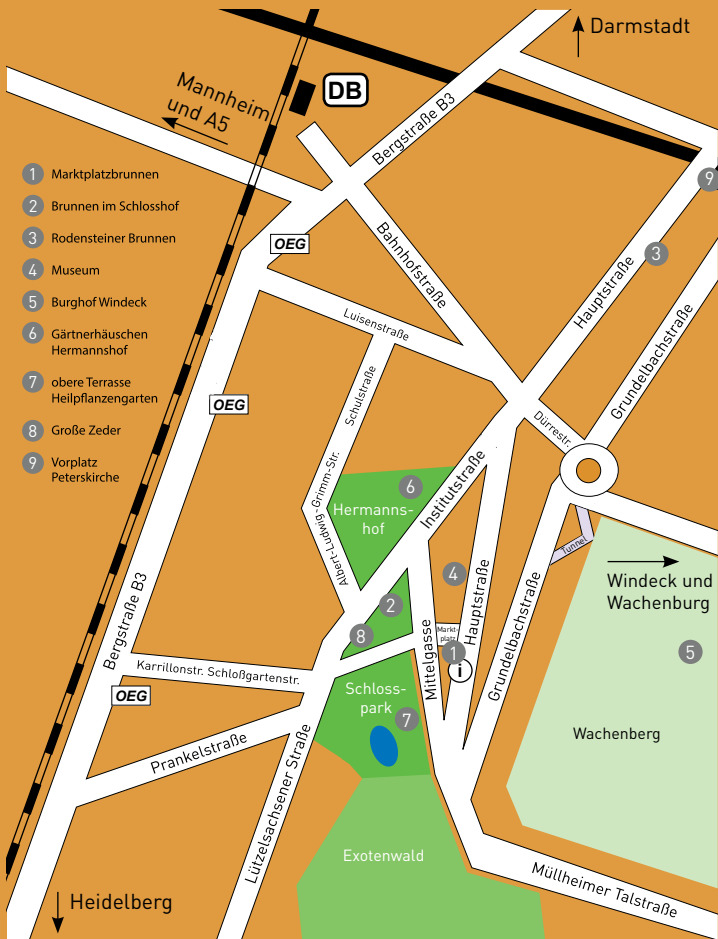 Darmstadt
Mannheim
und A5
DB
Bergstraße B3
1 Marktplatzbrunnen
2 Brunnen im Schlosshof
3 Rodensteiner Brunnen
4 Museum
5 Burghof Windeck
6 Gärtnerhäuschen
Hermannshof
7 obere Terrasse
Heilpflanzengarten
8 Große Zeder
9 Vorplatz
Peterskirche
9
3
OEG
Bahnhofstraße
Hauptstraße
Luisenstraße
Grundelbachstraße
Schulstraße
OEG
Dürrestr.
Institutstraße
6
Hermanns-
hof
Albert-Ludwig-Grimm-Str.
Tunnel
4
Hauptstraße
Windeck und
Wachenburg
2
8
Markt-
platz
1
i
5
Bergstraße B3
Mittelgasse
Grundelbachstraße
Karrillonstr. Schloßgartenstr.
OEG
Schloss-
park
7
Wachenberg
Prankelstraße
Lützelsachsener Straße
Exotenwald
Müllheimer Talstraße
Heidelberg